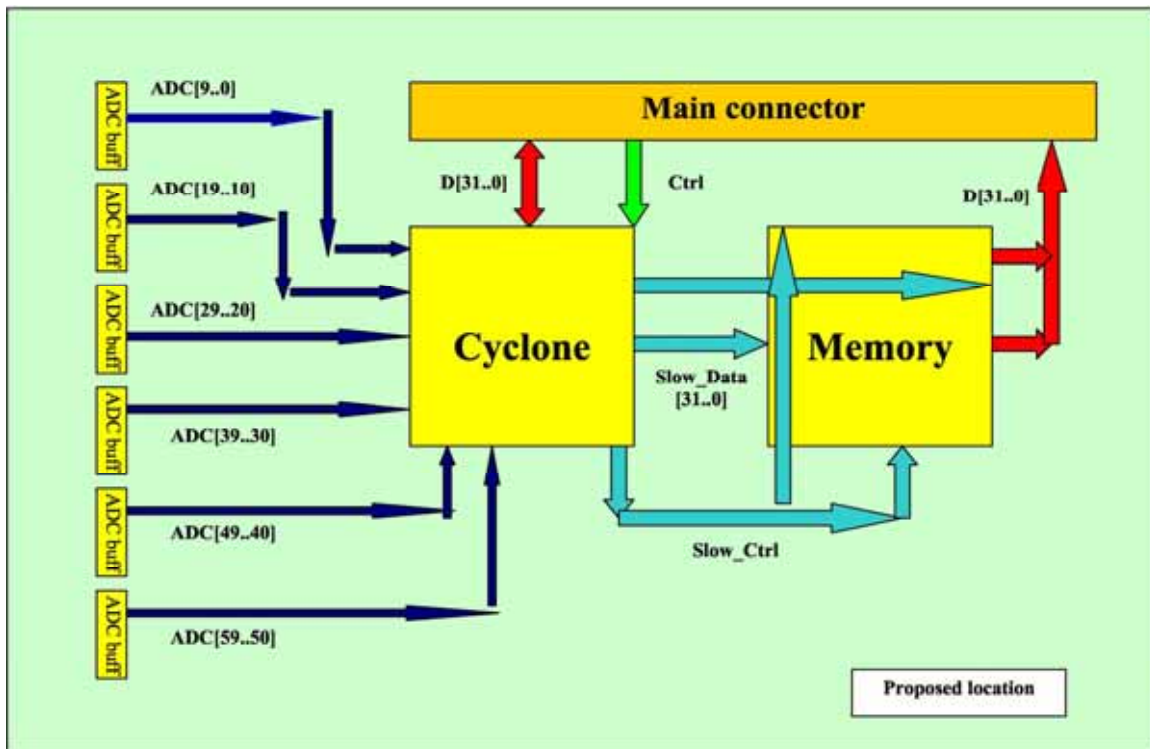 ADC buff
ADC[9..0]
Main connector
ADC buff
ADC[19..10]
D[31..0]
Ctrl
D[31..0]
ADC buff
ADC[29..20]
Cyclone
Memory
Slow_Data
[31..0]
ADC buff
ADC[39..30]
ADC buff
ADC[49..40]
Slow_Ctrl
ADC buff
ADC[59..50]
Proposed location